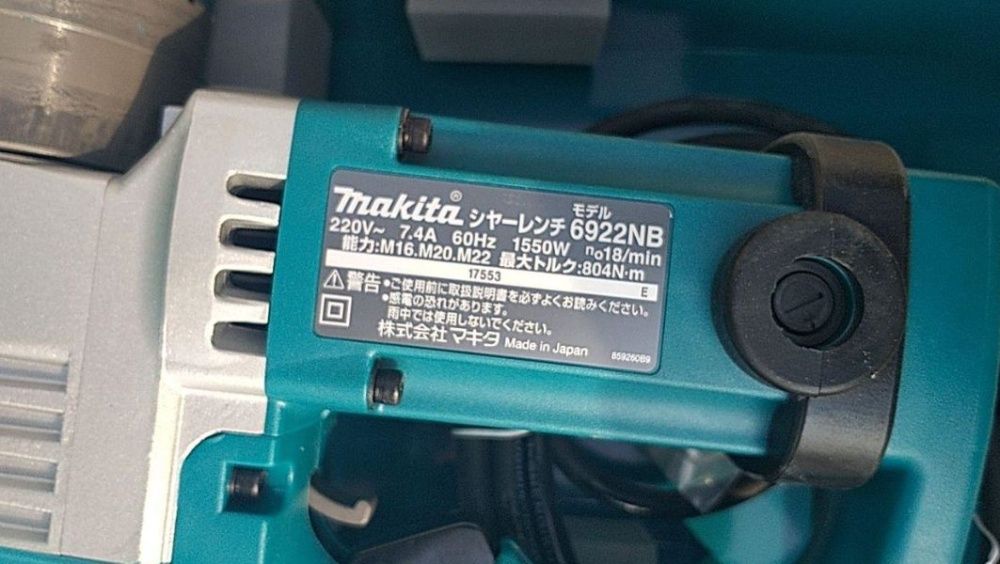 makita® シャーレンチ モデル 6922NB
220V~ 7.4A 60Hz 1550W no18/min
能力:M16.M20.M22 最大トルク:804N·m
17553 E
⚠警告 •ご使用前に取扱説明書を必ずよくお読みください。
•感電の恐れがあります。
雨中では使用しないでください。
株式会社 マキタ Made in Japan 859260B9